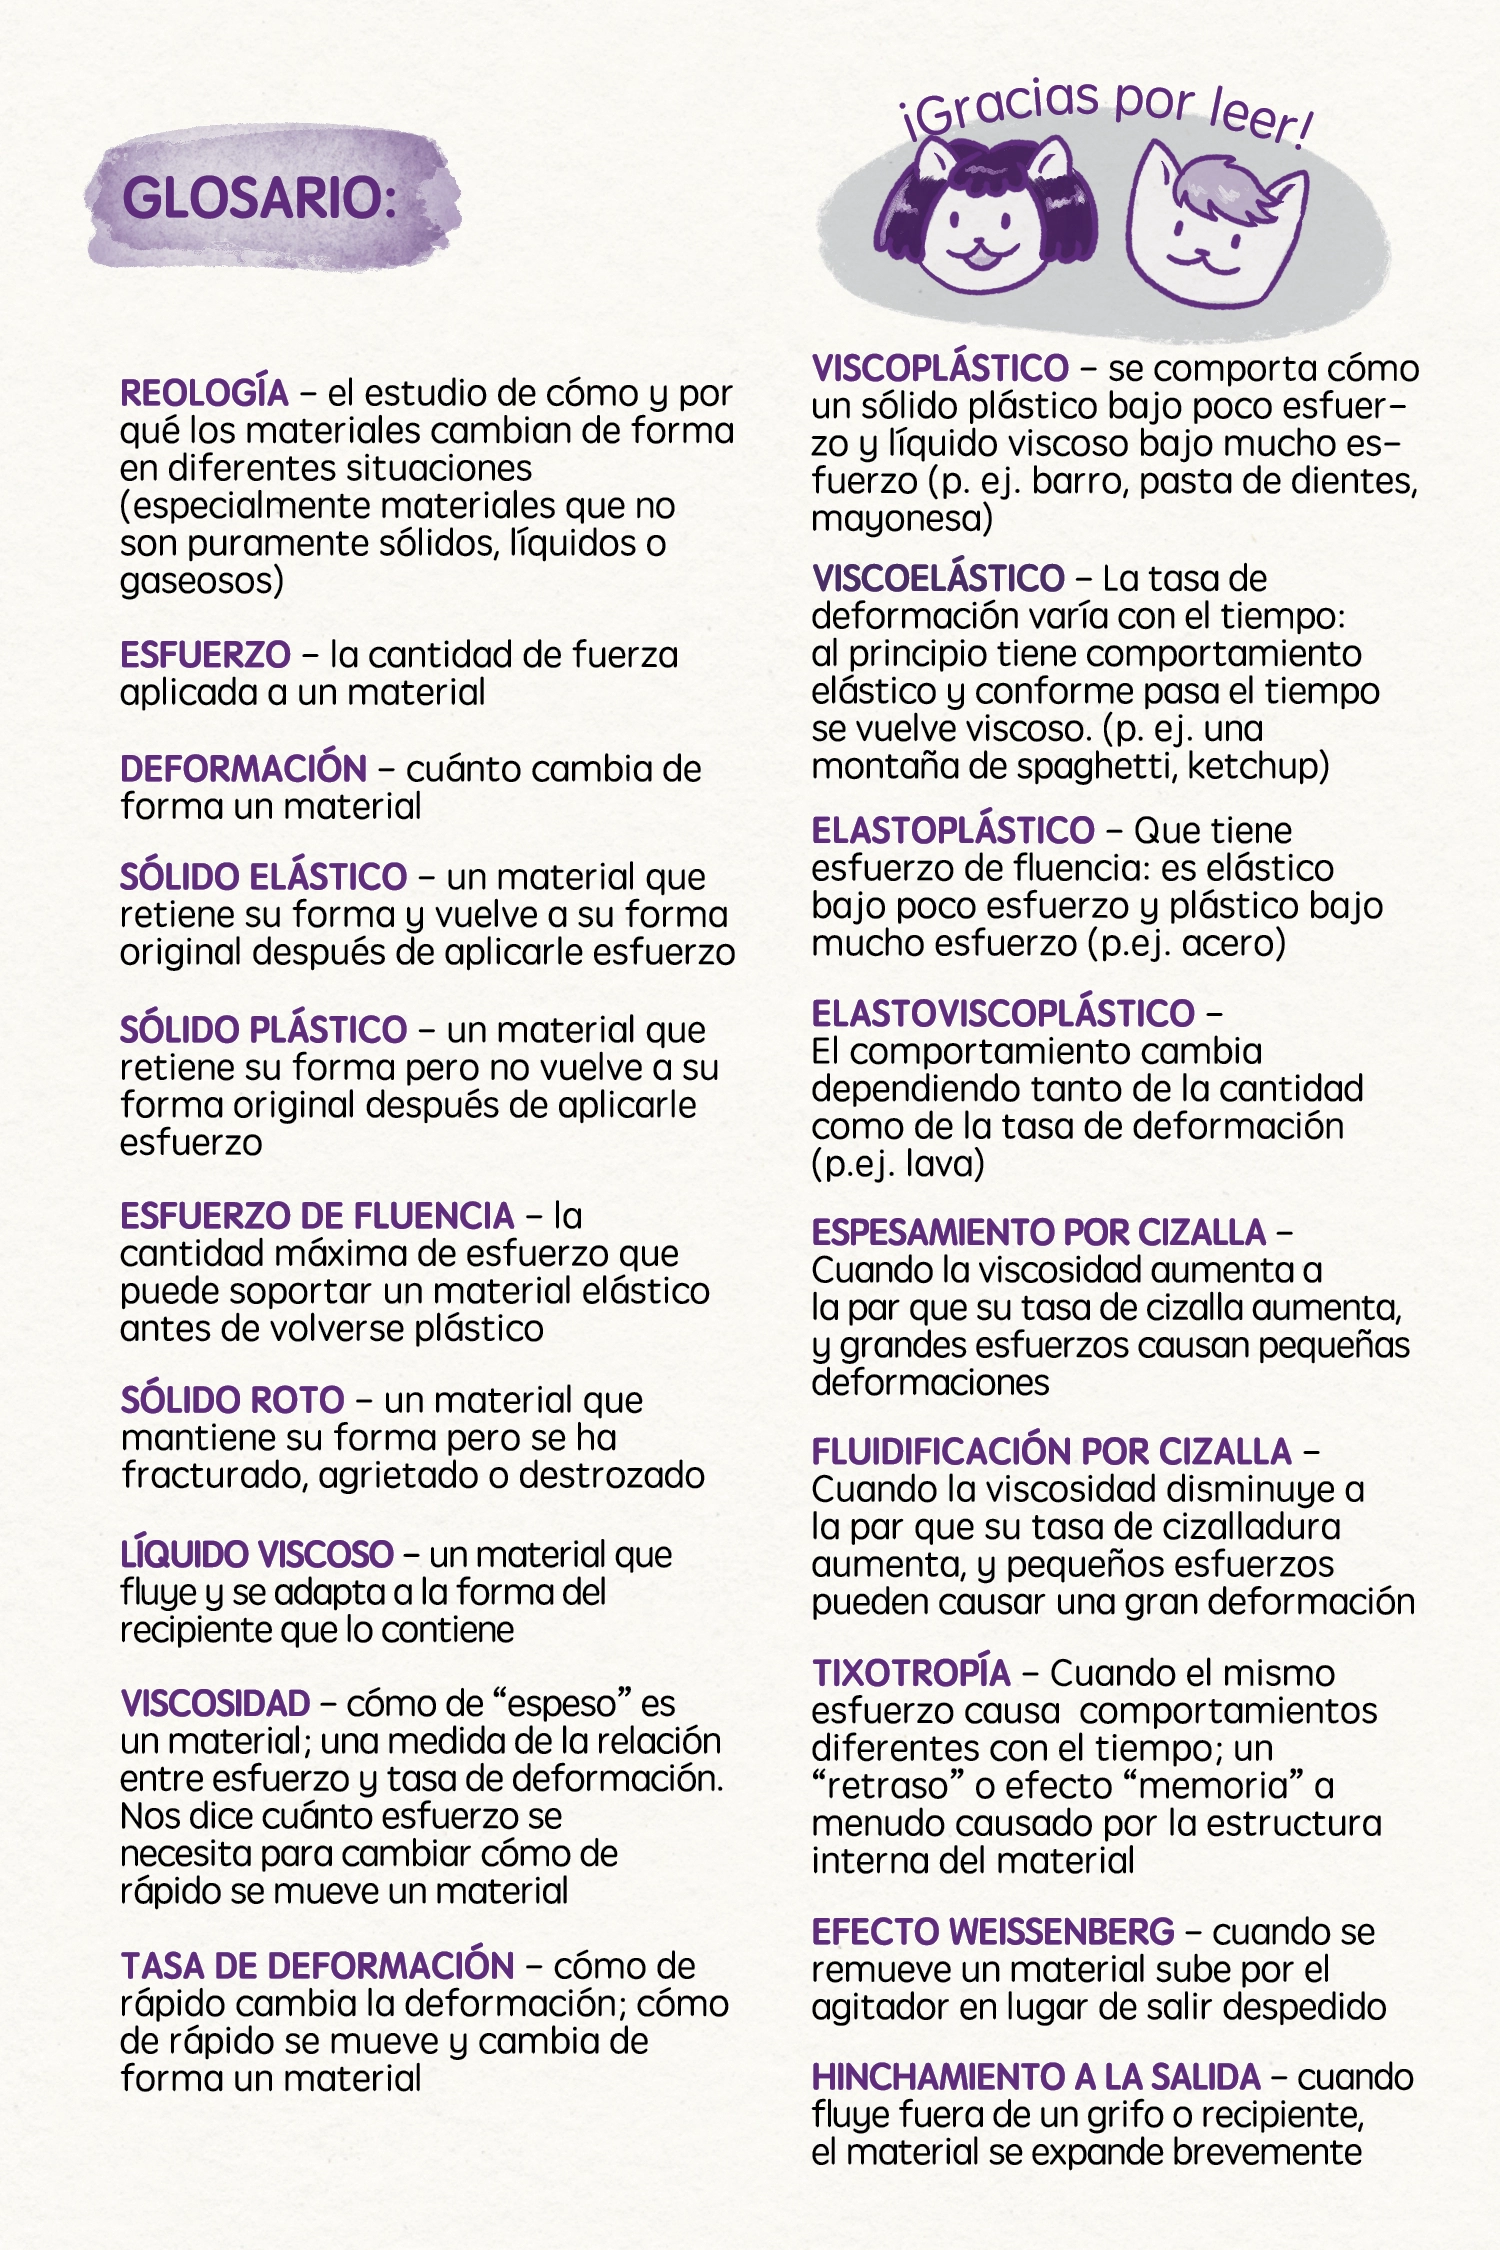 GLOSARIO:
REOLOGÍA – el estudio de cómo y por
qué los materiales cambian de forma
en diferentes situaciones
(especialmente materiales que no
son puramente sólidos, líquidos o
gaseosos)
ESFUERZO – la cantidad de fuerza
aplicada a un material
DEFORMACIÓN – cuánto cambia de
forma un material
SÓLIDO ELÁSTICO – un material que
retiene su forma y vuelve a su forma
original después de aplicarle esfuerzo
SÓLIDO PLÁSTICO – un material que
retiene su forma pero no vuelve a su
forma original después de aplicarle
esfuerzo
ESFUERZO DE FLUENCIA – la
cantidad máxima de esfuerzo que
puede soportar un material elástico
antes de volverse plástico
SÓLIDO ROTO – un material que
mantiene su forma pero se ha
fracturado, agrietado o destrozado
LÍQUIDO VISCOSO – un material que
fluye y se adapta a la forma del
recipiente que lo contiene
VISCOSIDAD – cómo de “espeso” es
un material; una medida de la relación
entre esfuerzo y tasa de deformación.
Nos dice cuánto esfuerzo se
necesita para cambiar cómo de
rápido se mueve un material
TASA DE DEFORMACIÓN – cómo de
rápido cambia la deformación; cómo
de rápido se mueve y cambia de
forma un material
¡Gracias por leer!
VISCOPLÁSTICO – se comporta cómo
un sólido plástico bajo poco esfuer–
zo y líquido viscoso bajo mucho es–
fuerzo (p. ej. barro, pasta de dientes,
mayonesa)
VISCOELÁSTICO – La tasa de
deformación varía con el tiempo:
al principio tiene comportamiento
elástico y conforme pasa el tiempo
se vuelve viscoso. (p. ej. una
montaña de spaghetti, ketchup)
ELASTOPLÁSTICO – Que tiene
esfuerzo de fluencia: es elástico
bajo poco esfuerzo y plástico bajo
mucho esfuerzo (p.ej. acero)
ELASTOVISCOPLÁSTICO –
El comportamiento cambia
dependiendo tanto de la cantidad
como de la tasa de deformación
(p.ej. lava)
ESPESAMIENTO POR CIZALLA –
Cuando la viscosidad aumenta a
la par que su tasa de cizalla aumenta,
y grandes esfuerzos causan pequeñas
deformaciones
FLUIDIFICACIÓN POR CIZALLA –
Cuando la viscosidad disminuye a
la par que su tasa de cizalladura
aumenta, y pequeños esfuerzos
pueden causar una gran deformación
TIXOTROPÍA – Cuando el mismo
esfuerzo causa  comportamientos
diferentes con el tiempo; un
“retraso” o efecto “memoria” a
menudo causado por la estructura
interna del material
EFECTO WEISSENBERG – cuando se
remueve un material sube por el
agitador en lugar de salir despedido
HINCHAMIENTO A LA SALIDA – cuando
fluye fuera de un grifo o recipiente,
el material se expande brevemente